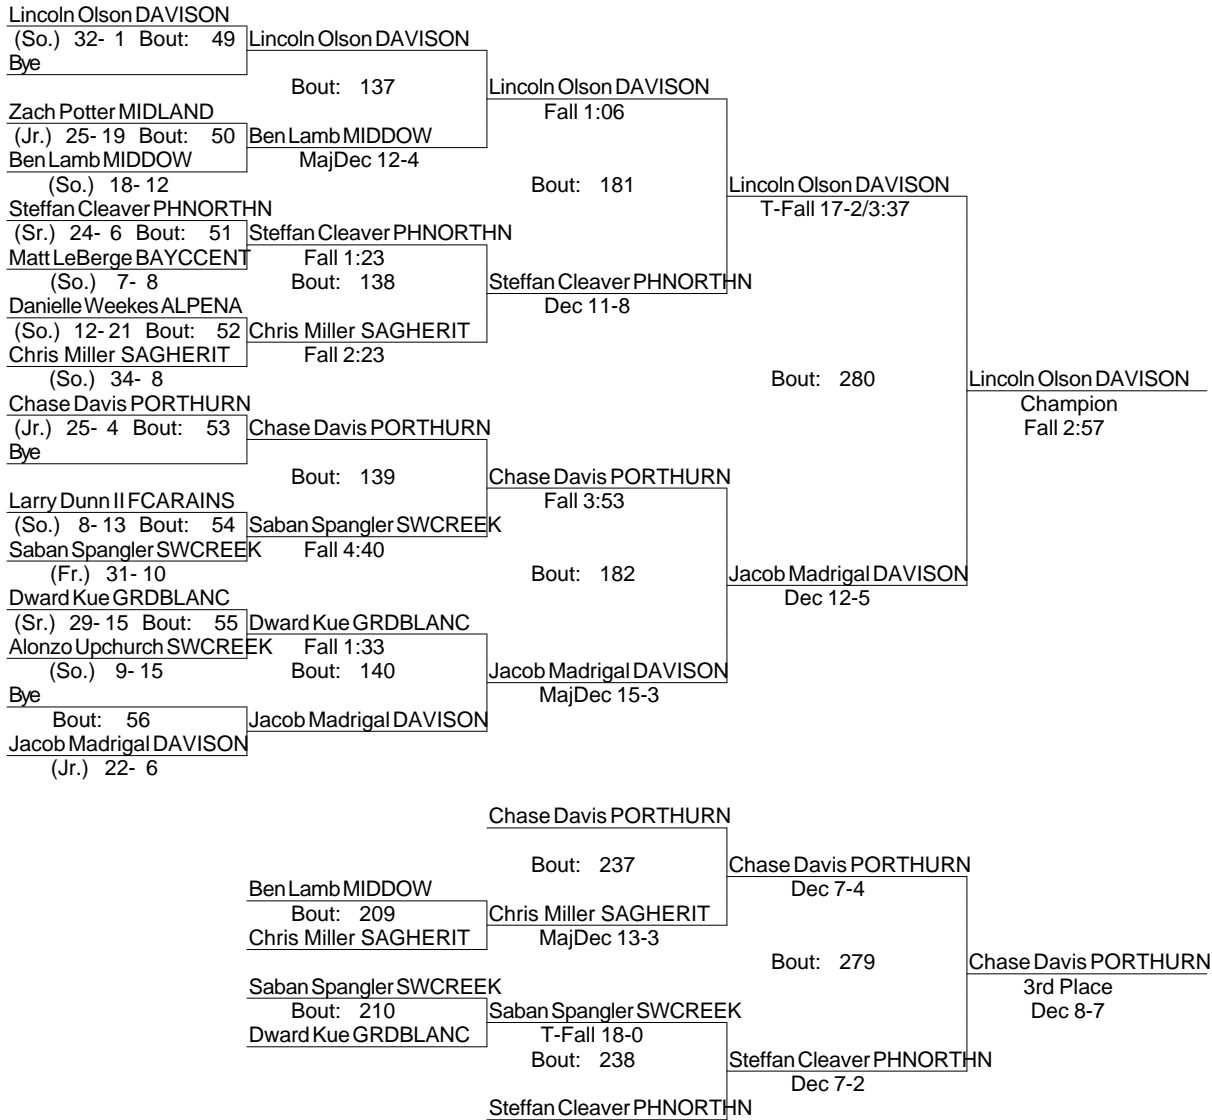 Lincoln Olson DAVISON
(So.) 32- 1 Bout: 49 Lincoln Olson DAVISON
Bye
Bout: 137 Lincoln Olson DAVISON
Zach Potter MIDLAND Fall 1:06
(Jr.) 25- 19 Bout: 50 Ben Lamb MIDDOW
Ben Lamb MIDDOW MajDec 12-4
(So.) 18- 12 Bout: 181 Lincoln Olson DAVISON
Steffan Cleaver PHNORTHN T-Fall 17-2/3:37
(Sr.) 24- 6 Bout: 51 Steffan Cleaver PHNORTHN
Matt LeBerge BAYCCENT Fall 1:23
(So.) 7- 8 Bout: 138 Steffan Cleaver PHNORTHN
Danielle Weekes ALPENA Dec 11-8
(So.) 12- 21 Bout: 52 Chris Miller SAGHERIT
Chris Miller SAGHERIT Fall 2:23
(So.) 34- 8 Bout: 280 Lincoln Olson DAVISON
Chase Davis PORTHURN Champion
(Jr.) 25- 4 Bout: 53 Chase Davis PORTHURN Fall 2:57
Bye
Bout: 139 Chase Davis PORTHURN
Larry Dunn II FCARAINS Fall 3:53
(So.) 8- 13 Bout: 54 Saban Spangler SWCREEK
Saban Spangler SWCREEK Fall 4:40
(Fr.) 31- 10 Bout: 182 Jacob Madrigal DAVISON
Dward Kue GRDBLANC Dec 12-5
(Sr.) 29- 15 Bout: 55 Dward Kue GRDBLANC
Alonzo Upchurch SWCREEK Fall 1:33
(So.) 9- 15 Bout: 140 Jacob Madrigal DAVISON
Bye MajDec 15-3
Bout: 56 Jacob Madrigal DAVISON
Jacob Madrigal DAVISON
(Jr.) 22- 6
Chase Davis PORTHURN
Bout: 237 Chase Davis PORTHURN
Ben Lamb MIDDOW Dec 7-4
Bout: 209 Chris Miller SAGHERIT
Chris Miller SAGHERIT MajDec 13-3
Bout: 279 Chase Davis PORTHURN
Saban Spangler SWCREEK 3rd Place
Bout: 210 Saban Spangler SWCREEK Dec 8-7
Dward Kue GRDBLANC T-Fall 18-0
Bout: 238 Steffan Cleaver PHNORTHN
Dec 7-2
Steffan Cleaver PHNORTHN